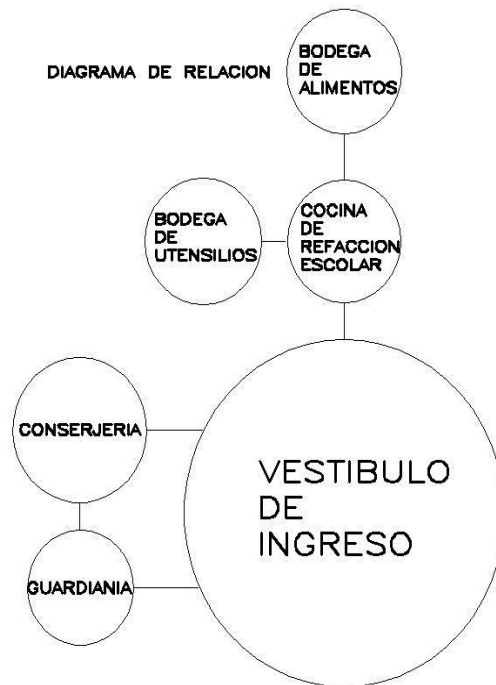 DIAGRAMA DE RELACION
BODEGA
DE
ALIMENTOS
BODEGA
DE
UTENSILIOS
COCINA
DE
REFACCION
ESCOLAR
CONSERJERIA
VESTIBULO
DE
INGRESO
GUARDIANIA